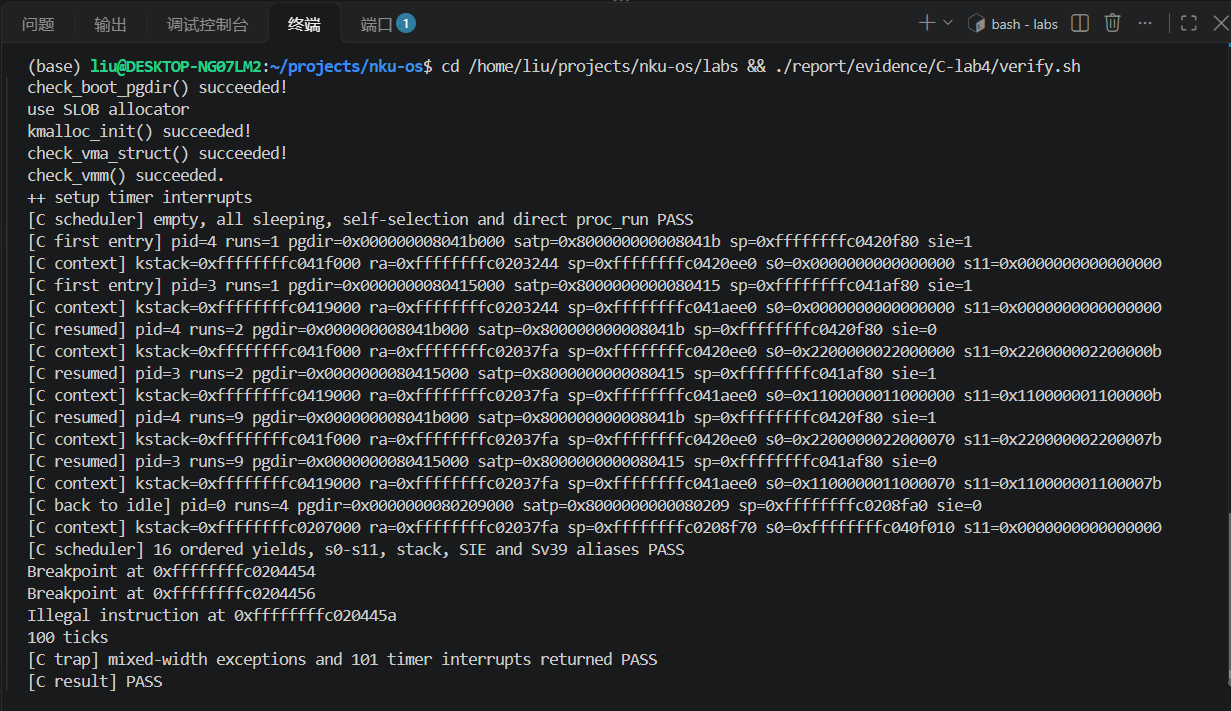 问题 输出 调试控制台 终端 端口 1 bash - labs
(base) liu@DESKTOP-NG07LM2:~/projects/nku-os$ cd /home/liu/projects/nku-os/labs && ./report/evidence/C-lab4/verify.sh
check_boot_pgdir() succeeded!
use SLOB allocator
kmalloc_init() succeeded!
check_vma_struct() succeeded!
check_vmm() succeeded.
++ setup timer interrupts
[C scheduler] empty, all sleeping, self-selection and direct proc_run PASS
[C first entry] pid=4 runs=1 pgdir=0x000000008041b000 satp=0x800000000008041b sp=0xffffffffc0420f80 sie=1
[C context] kstack=0xffffffffc041f000 ra=0xffffffffc0203244 sp=0xffffffffc0420ee0 s0=0x0000000000000000 s11=0x0000000000000000
[C first entry] pid=3 runs=1 pgdir=0x0000000080415000 satp=0x8000000000080415 sp=0xffffffffc041af80 sie=1
[C context] kstack=0xffffffffc0419000 ra=0xffffffffc0203244 sp=0xffffffffc041aee0 s0=0x0000000000000000 s11=0x0000000000000000
[C resumed] pid=4 runs=2 pgdir=0x000000008041b000 satp=0x800000000008041b sp=0xffffffffc0420f80 sie=0
[C context] kstack=0xffffffffc041f000 ra=0xffffffffc02037fa sp=0xffffffffc0420ee0 s0=0x2200000022000000 s11=0x220000002200000b
[C resumed] pid=3 runs=2 pgdir=0x0000000080415000 satp=0x8000000000080415 sp=0xffffffffc041af80 sie=1
[C context] kstack=0xffffffffc0419000 ra=0xffffffffc02037fa sp=0xffffffffc041aee0 s0=0x1100000011000000 s11=0x110000001100000b
[C resumed] pid=4 runs=9 pgdir=0x000000008041b000 satp=0x800000000008041b sp=0xffffffffc0420f80 sie=1
[C context] kstack=0xffffffffc041f000 ra=0xffffffffc02037fa sp=0xffffffffc0420ee0 s0=0x2200000022000070 s11=0x220000002200007b
[C resumed] pid=3 runs=9 pgdir=0x0000000080415000 satp=0x8000000000080415 sp=0xffffffffc041af80 sie=0
[C context] kstack=0xffffffffc0419000 ra=0xffffffffc02037fa sp=0xffffffffc041aee0 s0=0x1100000011000070 s11=0x110000001100007b
[C back to idle] pid=0 runs=4 pgdir=0x0000000080209000 satp=0x8000000000080209 sp=0xffffffffc0208fa0 sie=0
[C context] kstack=0xffffffffc0207000 ra=0xffffffffc02037fa sp=0xffffffffc0208f70 s0=0xffffffffc040f010 s11=0x0000000000000000
[C scheduler] 16 ordered yields, s0-s11, stack, SIE and Sv39 aliases PASS
Breakpoint at 0xffffffffc0204454
Breakpoint at 0xffffffffc0204456
Illegal instruction at 0xffffffffc020445a
100 ticks
[C trap] mixed-width exceptions and 101 timer interrupts returned PASS
[C result] PASS